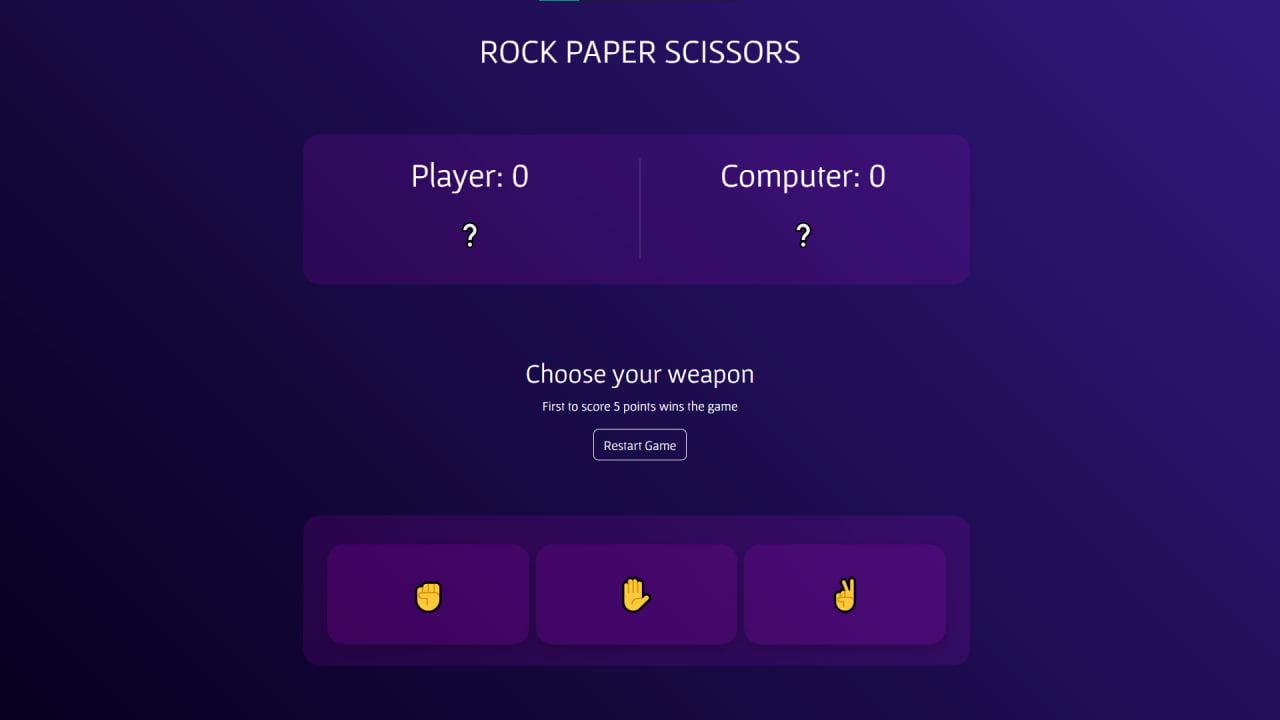 ROCK PAPER SCISSORS
Player: 0
Computer: 0
?
?
Choose your weapon
First to score 5 points wins the game
Restart Game